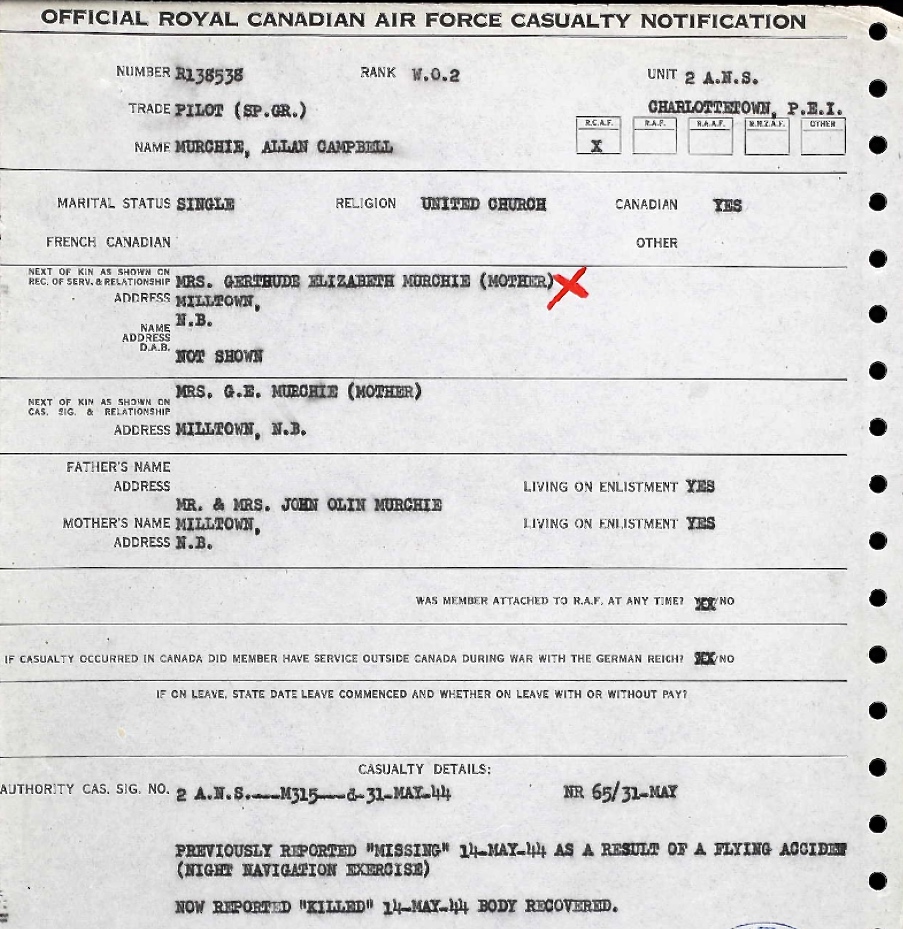 OFFICIAL ROYAL CANADIAN AIR FORCE CASUALTY NOTIFICATION
NUMBER R138538 RANK W.O.2 UNIT 2 A.N.S.
TRADE PILOT (SP.GR.) CHARLOTTETOWN, P.E.I.
R.C.A.F. R.A.F. R.A.A.F. R.N.Z.A.F. OTHER
NAME MURCHIE, ALLAN CAMPBELL X
MARITAL STATUS SINGLE RELIGION UNITED CHURCH CANADIAN YES
FRENCH CANADIAN OTHER
NEXT OF KIN AS SHOWN ON
REC. OF SERV. & RELATIONSHIP MRS. GERTHUDE ELIZABETH MURCHIE (MOTHER)
ADDRESS MILLTOWN,
N.B.
NAME
ADDRESS
D.A.B. NOT SHOWN
MRS. G.E. MURCHIE (MOTHER)
NEXT OF KIN AS SHOWN ON
CAS. SIG. & RELATIONSHIP
ADDRESS MILLTOWN, N.B.
FATHER'S NAME
ADDRESS LIVING ON ENLISTMENT YES
MR. & MRS. JOHN OLIN MURCHIE
MOTHER'S NAME MILLTOWN, LIVING ON ENLISTMENT YES
ADDRESS N.B.
WAS MEMBER ATTACHED TO R.A.F. AT ANY TIME? /NO
IF CASUALTY OCCURRED IN CANADA DID MEMBER HAVE SERVICE OUTSIDE CANADA DURING WAR WITH THE GERMAN REICH? /NO
IF ON LEAVE, STATE DATE LEAVE COMMENCED AND WHETHER ON LEAVE WITH OR WITHOUT PAY?
CASUALTY DETAILS:
AUTHORITY CAS. SIG. NO. 2 A.N.S.---M315---d-31-MAY-44 NR 65/31-MAY
PREVIOUSLY REPORTED "MISSING" 14-MAY-44 AS A RESULT OF A FLYING ACCIDEN
(NIGHT NAVIGATION EXERCISE)
NOW REPORTED "KILLED" 14-MAY-44 BODY RECOVERED.